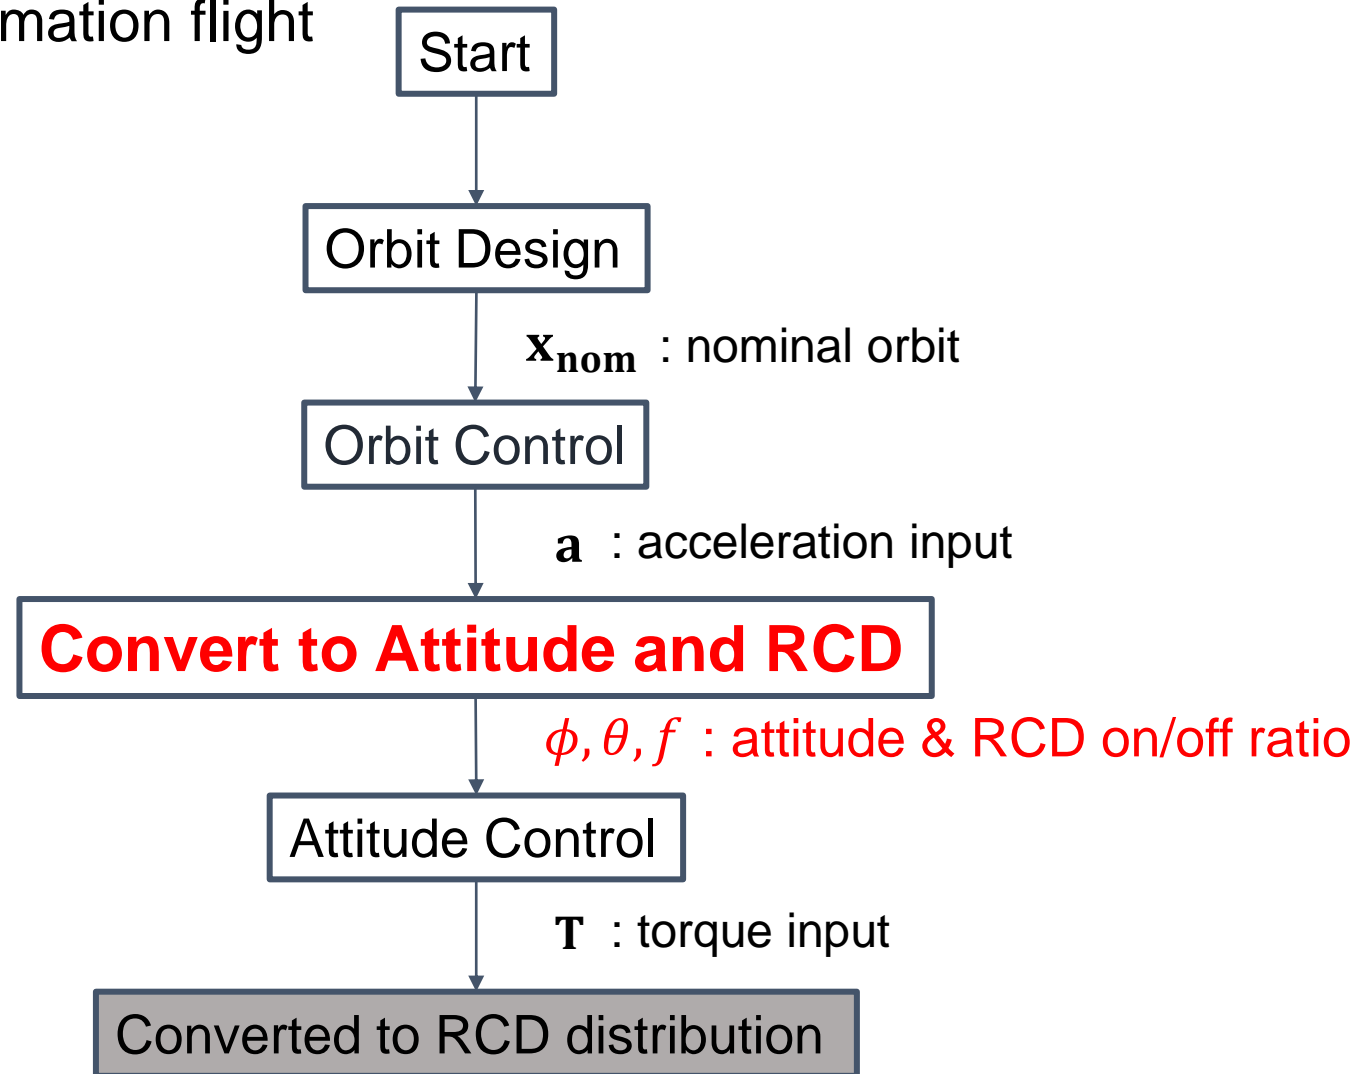 mation flight
Start
Orbit Design
x_nom : nominal orbit
Orbit Control
a : acceleration input
Convert to Attitude and RCD
ϕ, θ, f : attitude & RCD on/off ratio
Attitude Control
T : torque input
Converted to RCD distribution